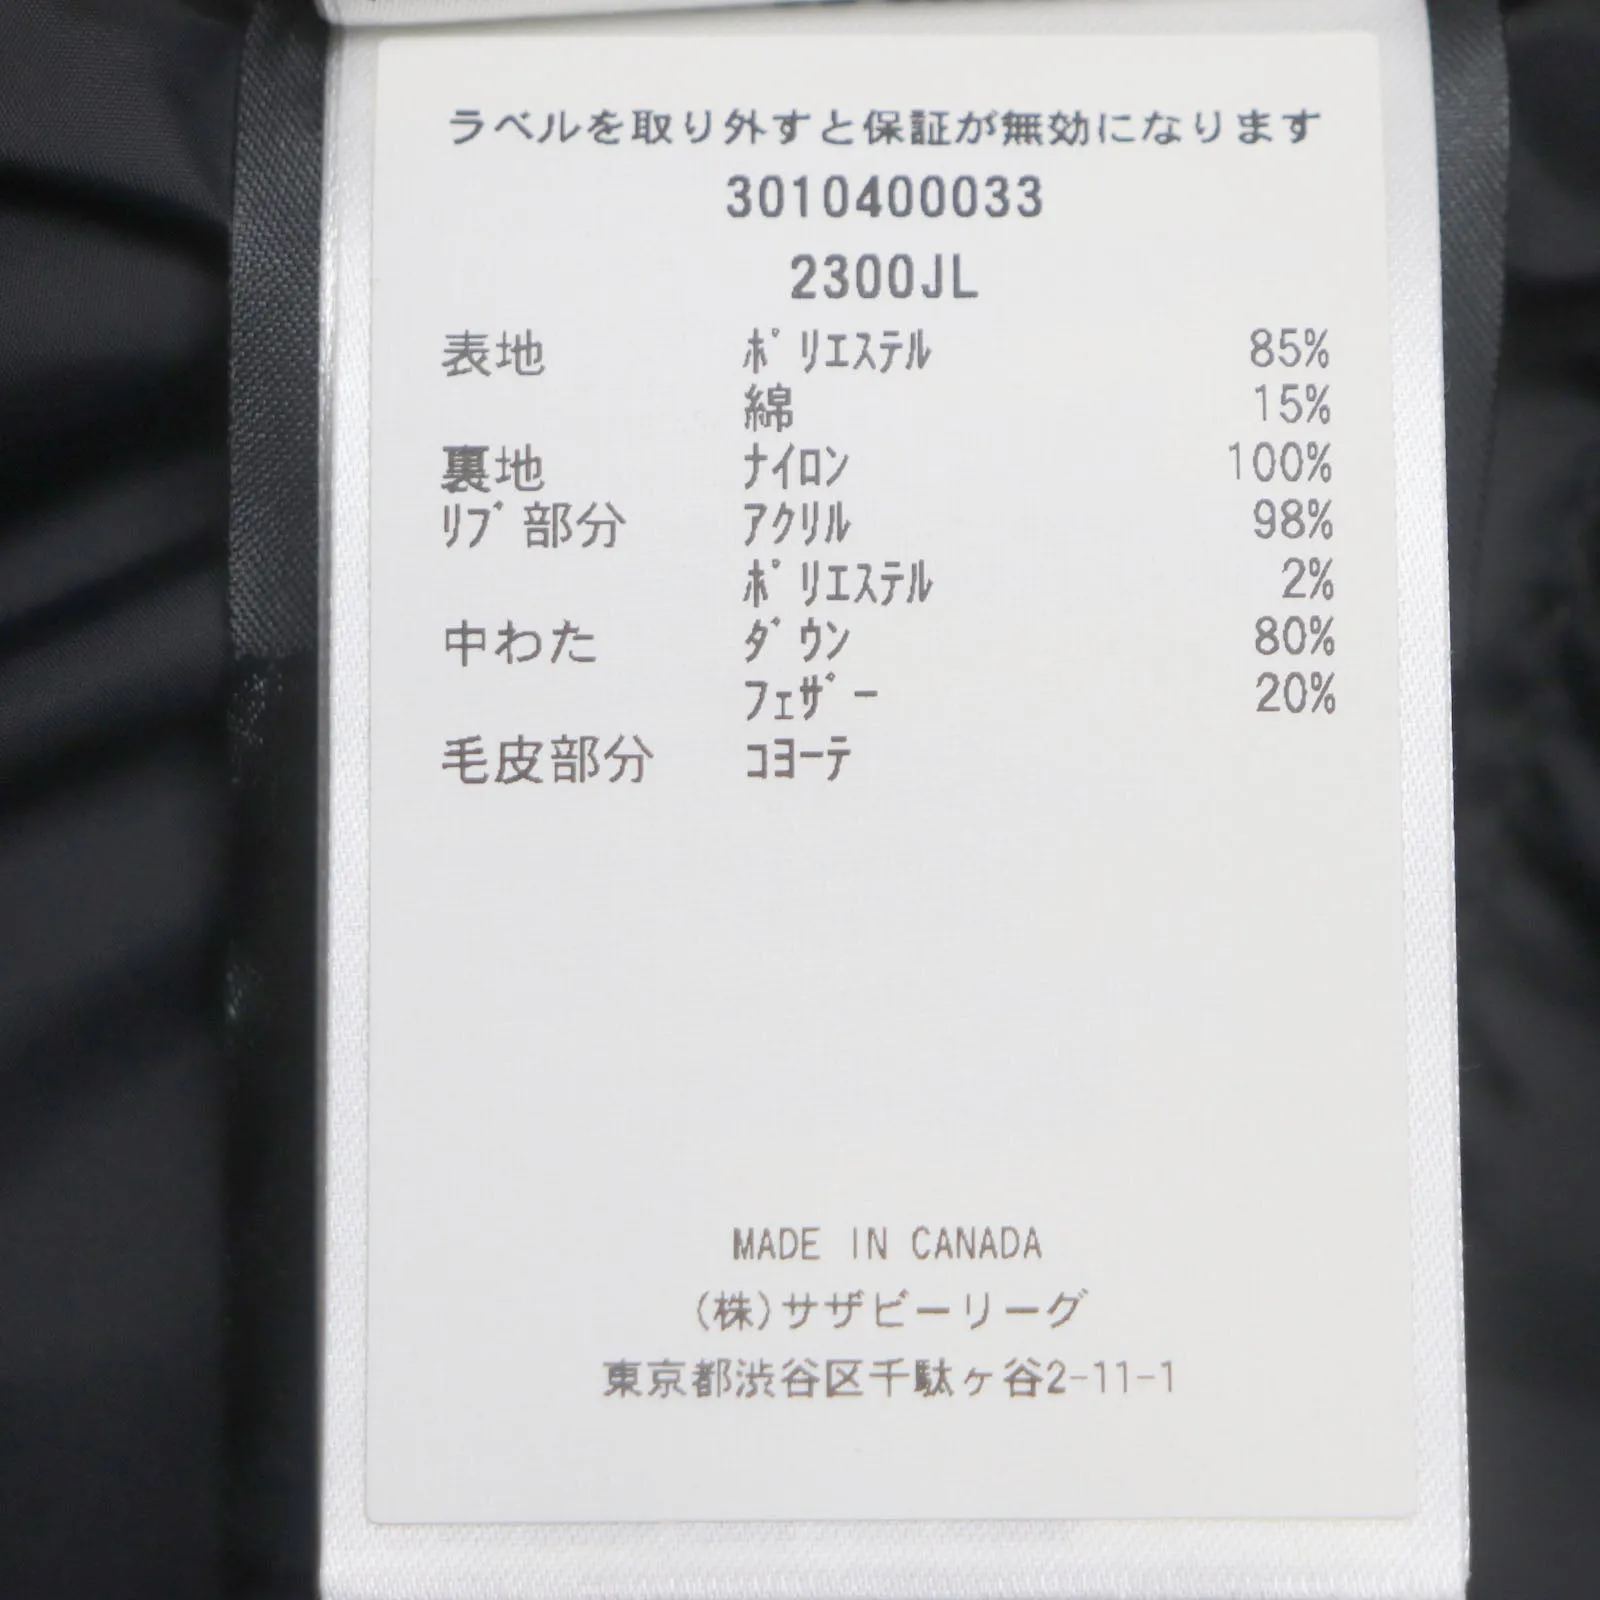 ラベルを取り外すと保証が無効になります
3010400033
2300JL
表地 ﾎﾟﾘｴｽﾃﾙ 85%
綿 15%
裏地 ﾅｲﾛﾝ 100%
ﾘﾌﾞ部分 ｱｸﾘﾙ 98%
ﾎﾟﾘｴｽﾃﾙ 2%
中わた ﾀﾞｳﾝ 80%
ﾌｪｻﾞｰ 20%
毛皮部分 ｺﾖｰﾃ
MADE IN CANADA
(株)サザビーリーグ
東京都渋谷区千駄ヶ谷2-11-1